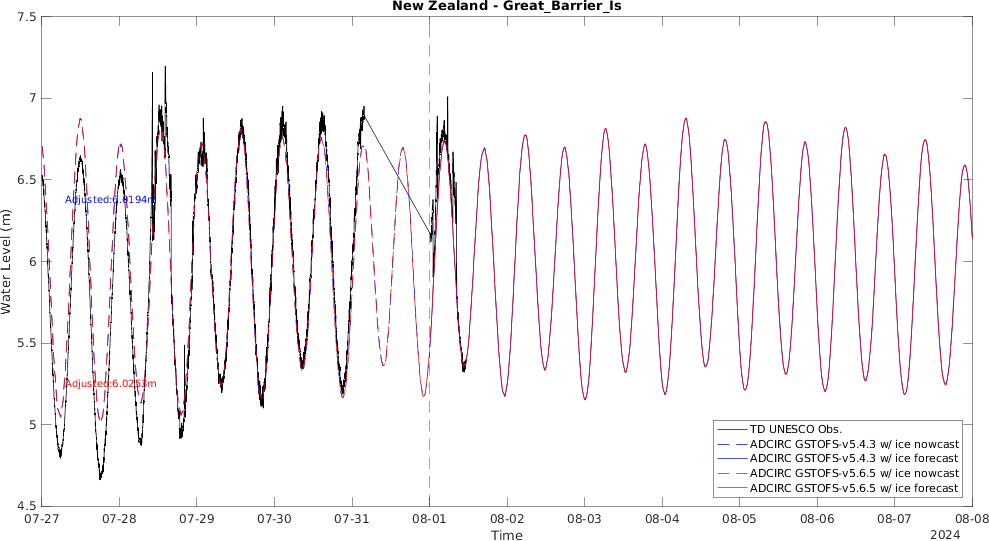 New Zealand - Great_Barrier_Is
Water Level (m)
7.5
7
6.5
6
5.5
5
4.5
Adjusted:6.0194m
Adjusted:6.0253m
TD UNESCO Obs.
ADCIRC GSTOFS-v5.4.3 w/ ice nowcast
ADCIRC GSTOFS-v5.4.3 w/ ice forecast
ADCIRC GSTOFS-v5.6.5 w/ ice nowcast
ADCIRC GSTOFS-v5.6.5 w/ ice forecast
07-27 07-28 07-29 07-30 07-31 08-01 08-02 08-03 08-04 08-05 08-06 08-07 08-08
Time
2024